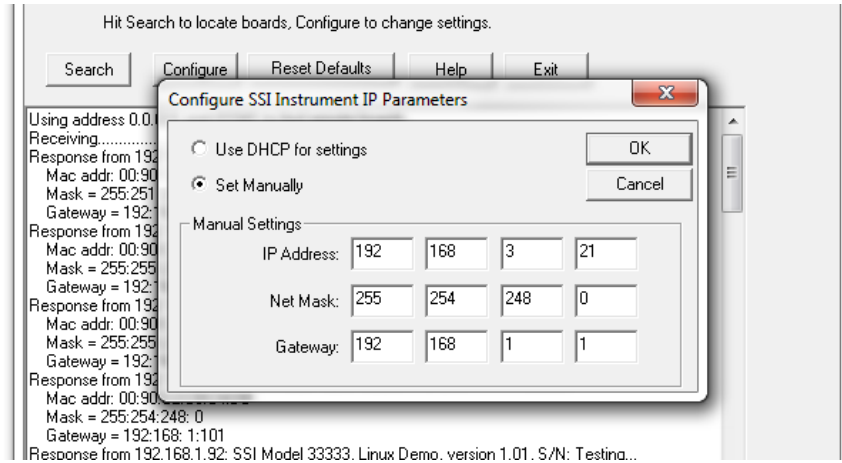 Hit Search to locate boards, Configure to change settings.
Search Configure Reset Defaults Help Exit
Configure SSI Instrument IP Parameters
Use DHCP for settings
OK
Set Manually
Cancel
Manual Settings
IP Address: 192 168 3 21
Net Mask: 255 254 248 0
Gateway: 192 168 1 1
Using address 0.0.
Receiving..............
Response from 192
Mac addr: 00:90
Mask = 255:251
Gateway = 192:
Response from 192
Mac addr: 00:90
Mask = 255:255
Gateway = 192:
Response from 192
Mac addr: 00:90
Mask = 255:255
Gateway = 192:
Response from 192
Mac addr: 00:90:
Mask = 255:254:248: 0
Gateway = 192:168: 1:101
Response from 192.168.1.92: SSI Model 33333, Linux Demo, version 1.01, S/N: Testing...